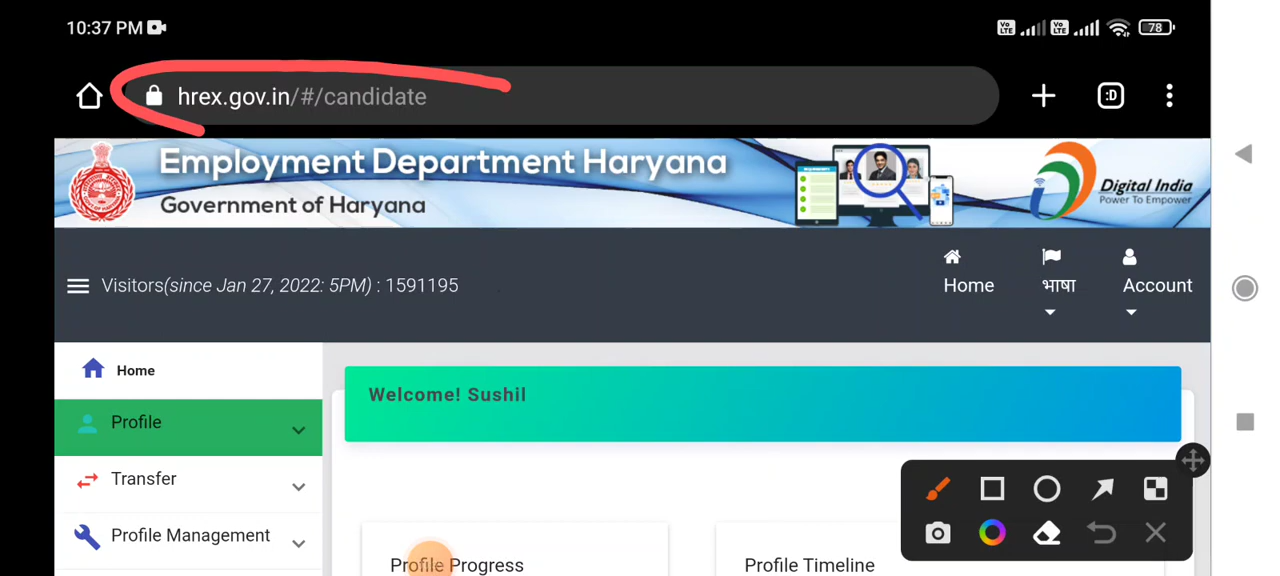 10:37 PM
78
hrex.gov.in/#/candidate
:D
Employment Department Haryana
Government of Haryana
Digital India
Power To Empower
Visitors(since Jan 27, 2022: 5PM) : 1591195
Home
भाषा
Account
Home
Profile
Transfer
Profile Management
Welcome! Sushil
Profile Progress
Profile Timeline